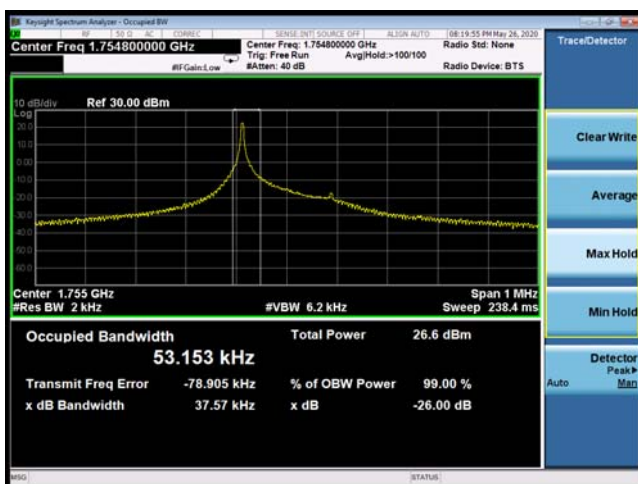 Keysight Spectrum Analyzer - Occupied BW
RF 50 Ω AC CORREC SENSE:INT SOURCE OFF ALIGN AUTO 08:19:55 PM May 26, 2020
Center Freq 1.754800000 GHz
Center Freq: 1.754800000 GHz
Radio Std: None
Trig: Free Run Avg|Hold:>100/100
#IFGain:Low #Atten: 40 dB Radio Device: BTS
Trace/Detector
10 dB/div Ref 30.00 dBm
Log
20.0
10.0
0.00
-10.0
-20.0
-30.0
-40.0
-50.0
-60.0
Center 1.755 GHz Span 1 MHz
#Res BW 2 kHz #VBW 6.2 kHz Sweep 238.4 ms
Occupied Bandwidth Total Power 26.6 dBm
53.153 kHz
Transmit Freq Error -78.905 kHz % of OBW Power 99.00 %
x dB Bandwidth 37.57 kHz x dB -26.00 dB
Clear Write
Average
Max Hold
Min Hold
Detector
Peak▶
Auto Man
MSG STATUS